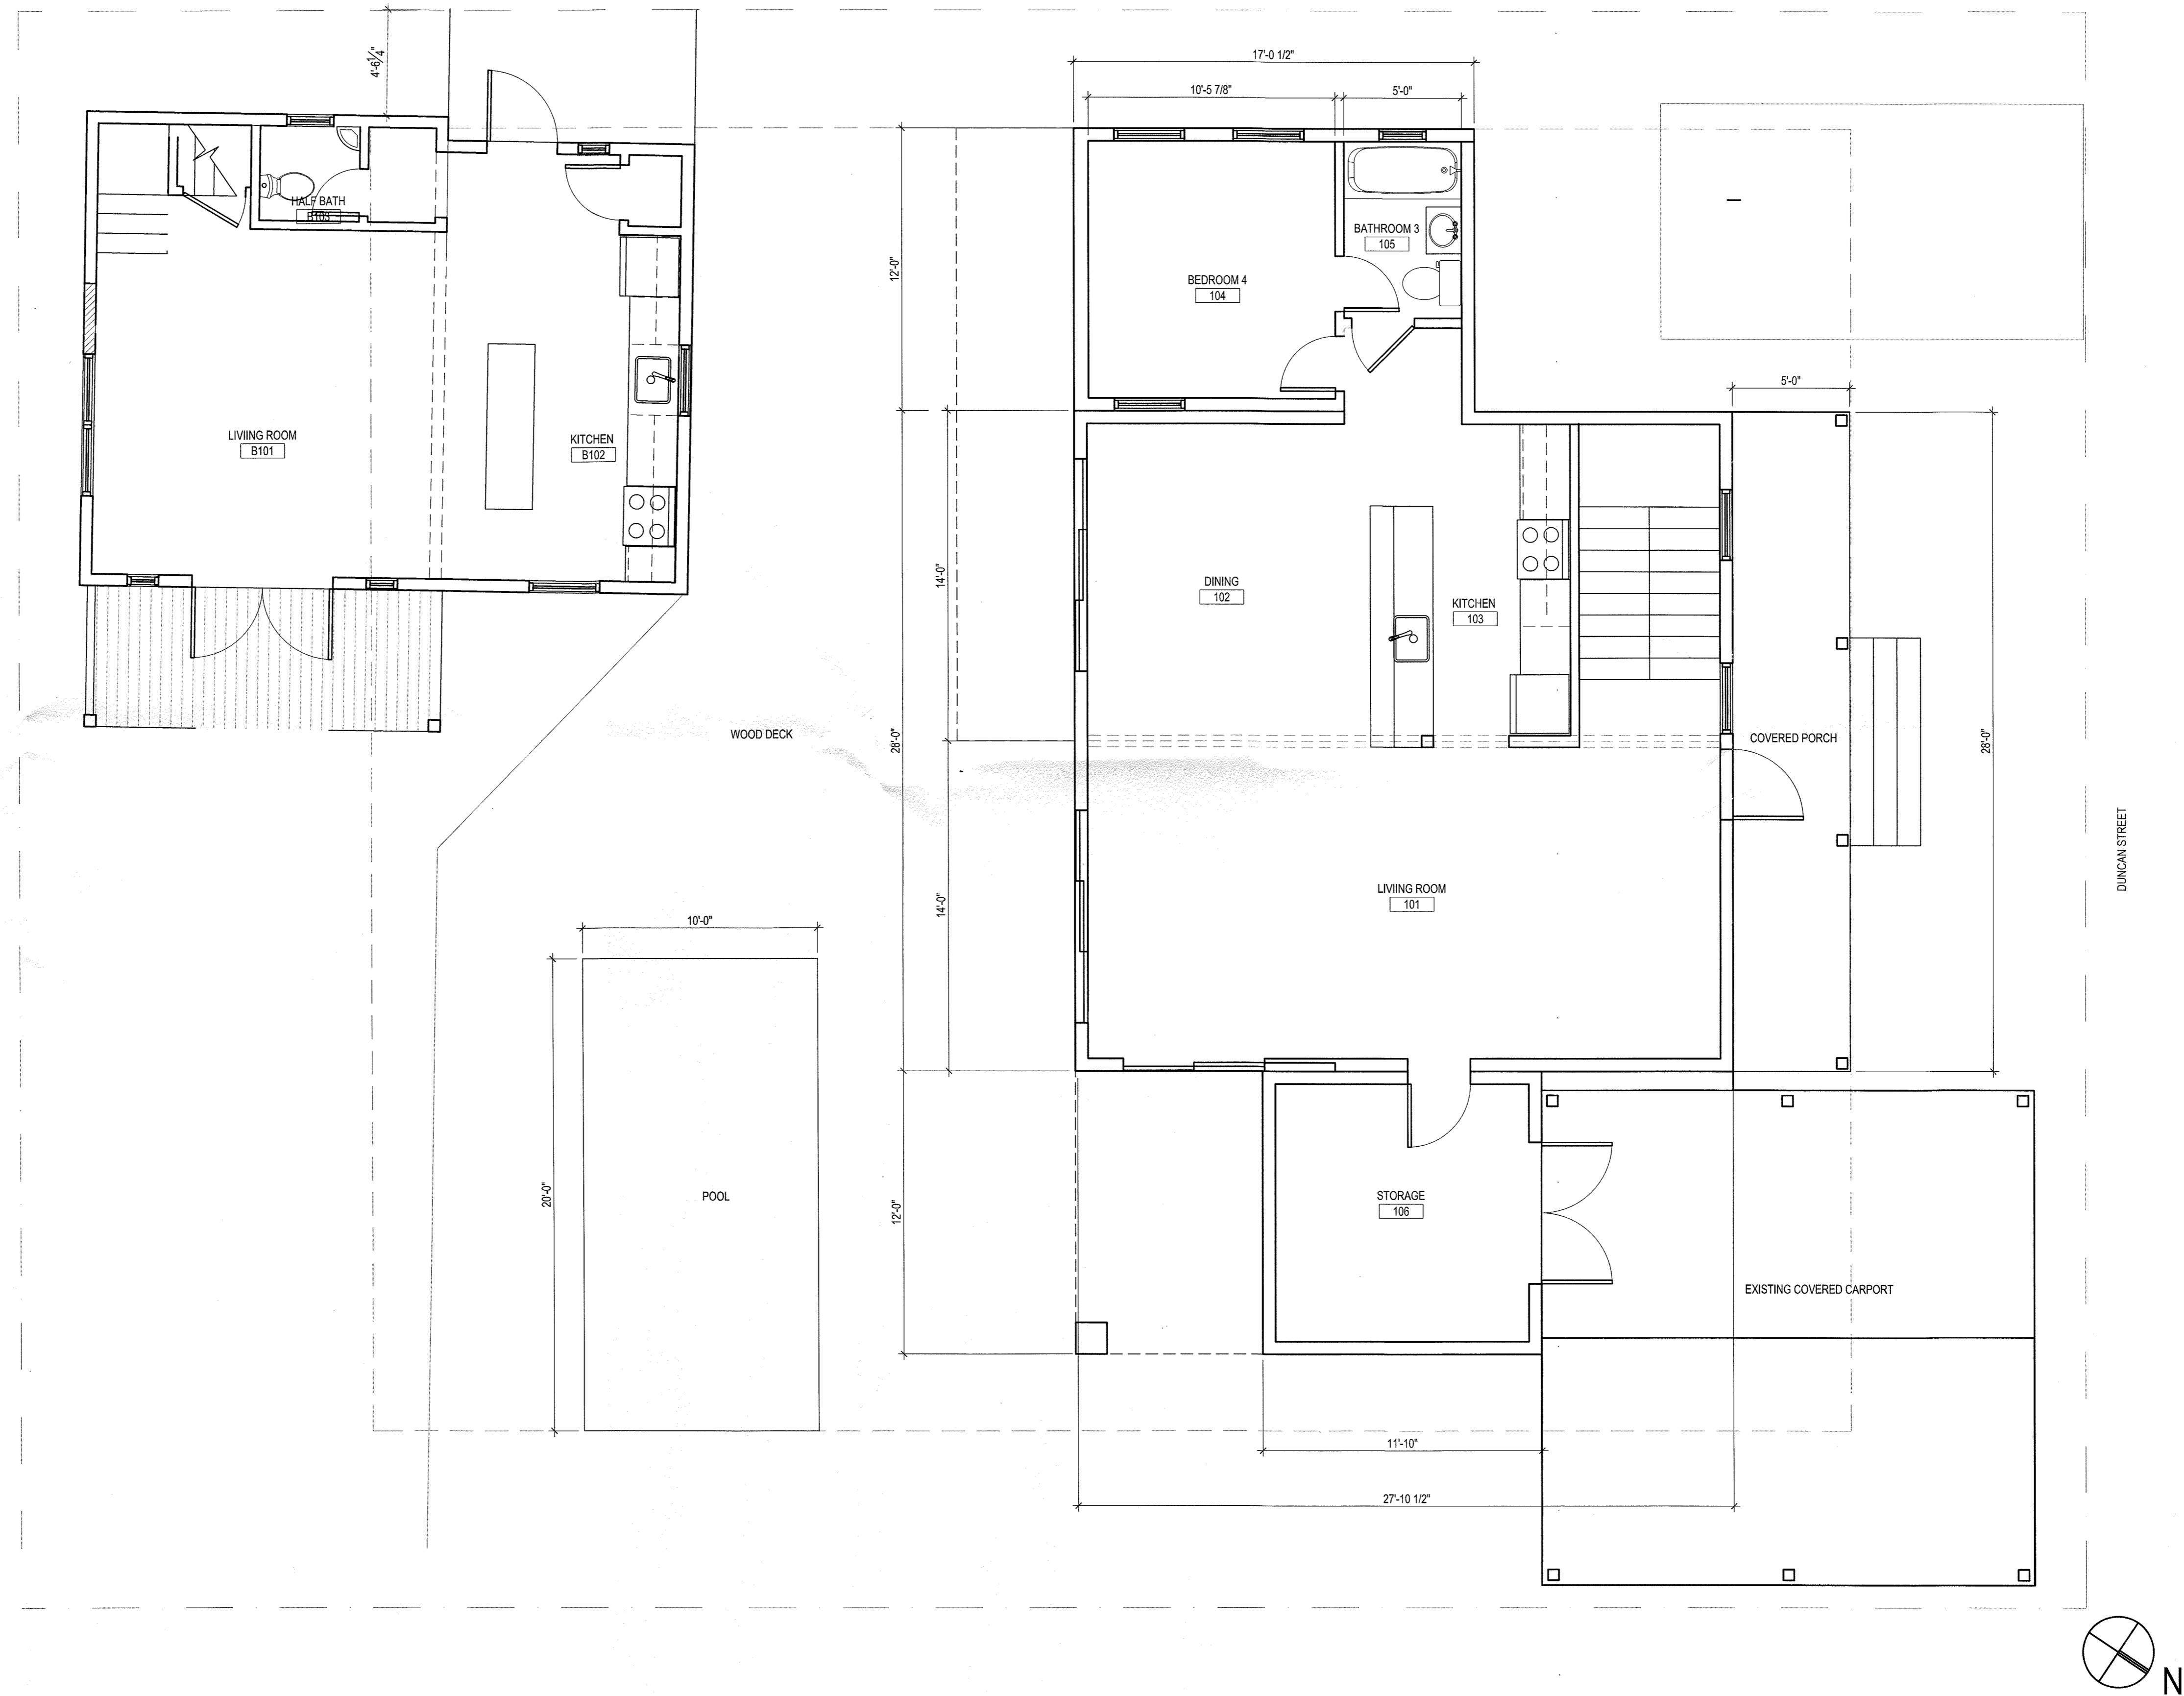 4'-6¼"
17'-0 1/2"
10'-5 7/8"
5'-0"
HALF BATH
B103
BATHROOM 3
105
12'-0"
BEDROOM 4
104
5'-0"
LIVIING ROOM
B101
KITCHEN
B102
14'-0"
DINING
102
KITCHEN
103
WOOD DECK
28'-0"
COVERED PORCH
28'-0"
DUNCAN STREET
LIVIING ROOM
101
14'-0"
10'-0"
20'-0"
POOL
12'-0"
STORAGE
106
EXISTING COVERED CARPORT
11'-10"
27'-10 1/2"
N